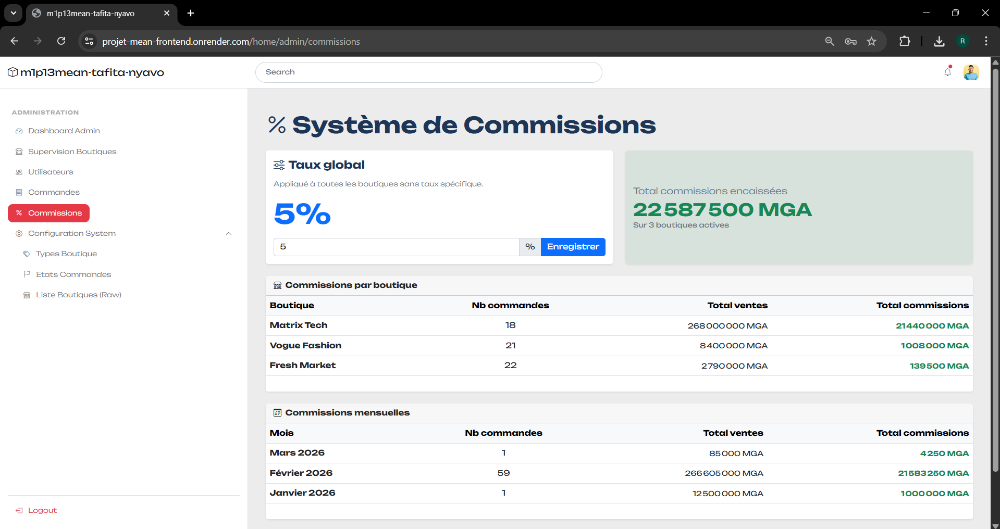 m1p13mean-tafita-nyavo
projet-mean-frontend.onrender.com/home/admin/commissions
R
m1p13mean-tafita-nyavo
Search
ADMINISTRATION
Dashboard Admin
Supervision Boutiques
Utilisateurs
Commandes
% Commissions
Configuration System
Types Boutique
Etats Commandes
Liste Boutiques (Raw)
Logout
% Système de Commissions
Taux global
Appliqué à toutes les boutiques sans taux spécifique.
5%
5 % Enregistrer
Total commissions encaissées
22 587 500 MGA
Sur 3 boutiques actives
Commissions par boutique
Boutique Nb commandes Total ventes Total commissions
Matrix Tech 18 268 000 000 MGA 21 440 000 MGA
Vogue Fashion 21 8 400 000 MGA 1 008 000 MGA
Fresh Market 22 2 790 000 MGA 139 500 MGA
Commissions mensuelles
Mois Nb commandes Total ventes Total commissions
Mars 2026 1 85 000 MGA 4 250 MGA
Février 2026 59 266 605 000 MGA 21 583 250 MGA
Janvier 2026 1 12 500 000 MGA 1 000 000 MGA